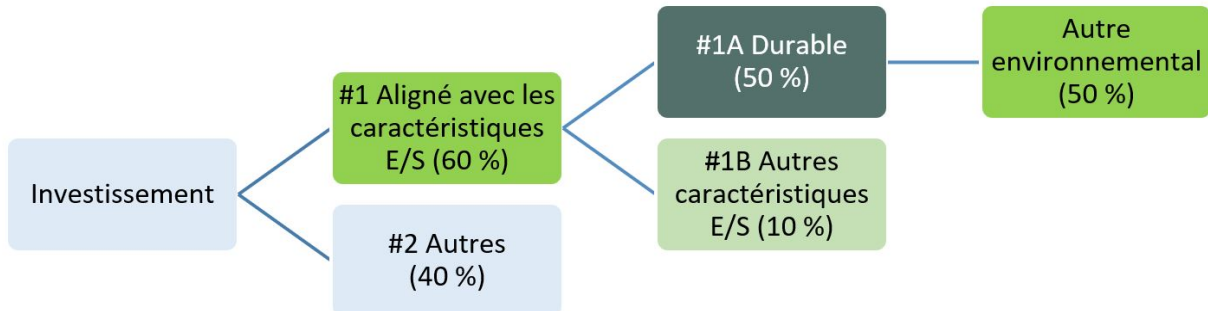 Investissement
#1 Aligné avec les
caractéristiques
E/S (60 %)
#2 Autres
(40 %)
#1A Durable
(50 %)
#1B Autres
caractéristiques
E/S (10 %)
Autre
environnemental
(50 %)